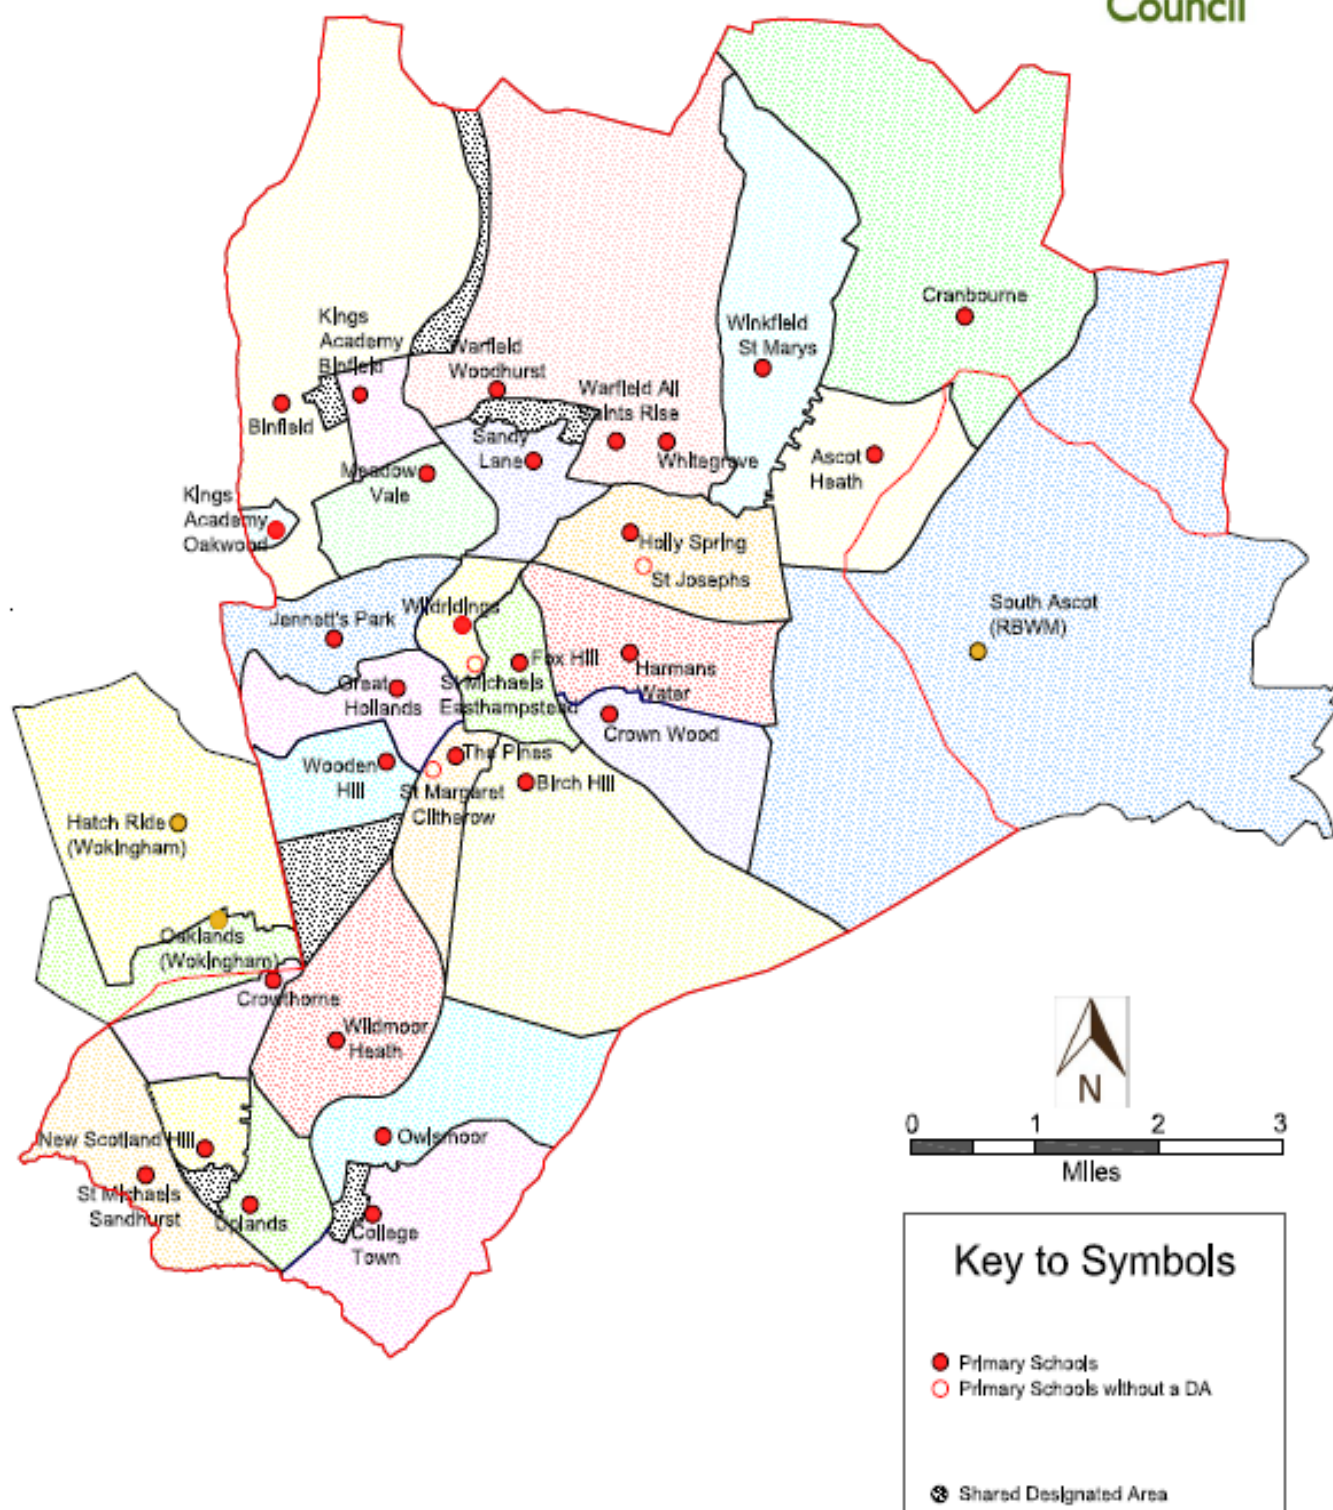 Council
Cranbourne
Kings
Academy
Binfield
Winkfield
St Marys
Warfield
Woodhurst
Warfield All
Saints Rise
Binfield
Sandy
Lane
Whitegrove
Ascot
Heath
Meadow
Vale
Kings
Academy
Oakwood
Holly Spring
St Josephs
South Ascot
(RBWM)
Jennett's Park
Wildridings
Fox Hill
Harmans
Water
Great
Hollands
St Michaels
Easthampstead
Crown Wood
The Pines
Wooden
Hill
Birch Hill
St Margaret
Clitherow
Hatch Ride
(Wokingham)
Oaklands
(Wokingham)
Crowthorne
Wildmoor
Heath
N
0 1 2 3
Miles
New Scotland Hill
Owlsmoor
St Michaels
Sandhurst
Uplands
College
Town
Key to Symbols
Primary Schools
Primary Schools without a DA
Shared Designated Area